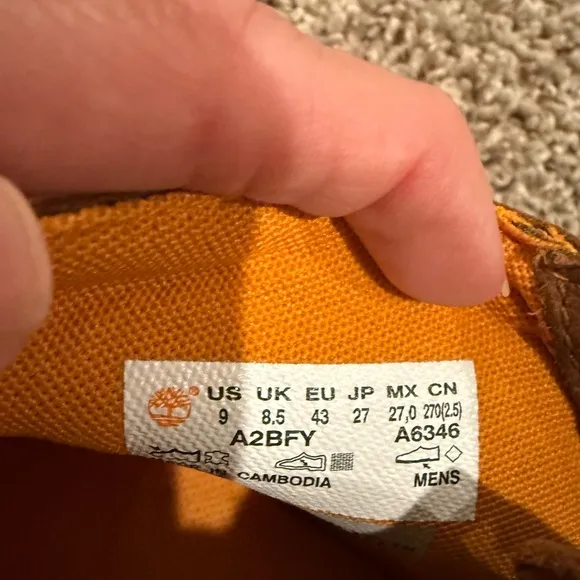 US UK EU JP MX CN
9 8.5 43 27 27,0 270(2.5)
A2BFY A6346
CAMBODIA
MENS